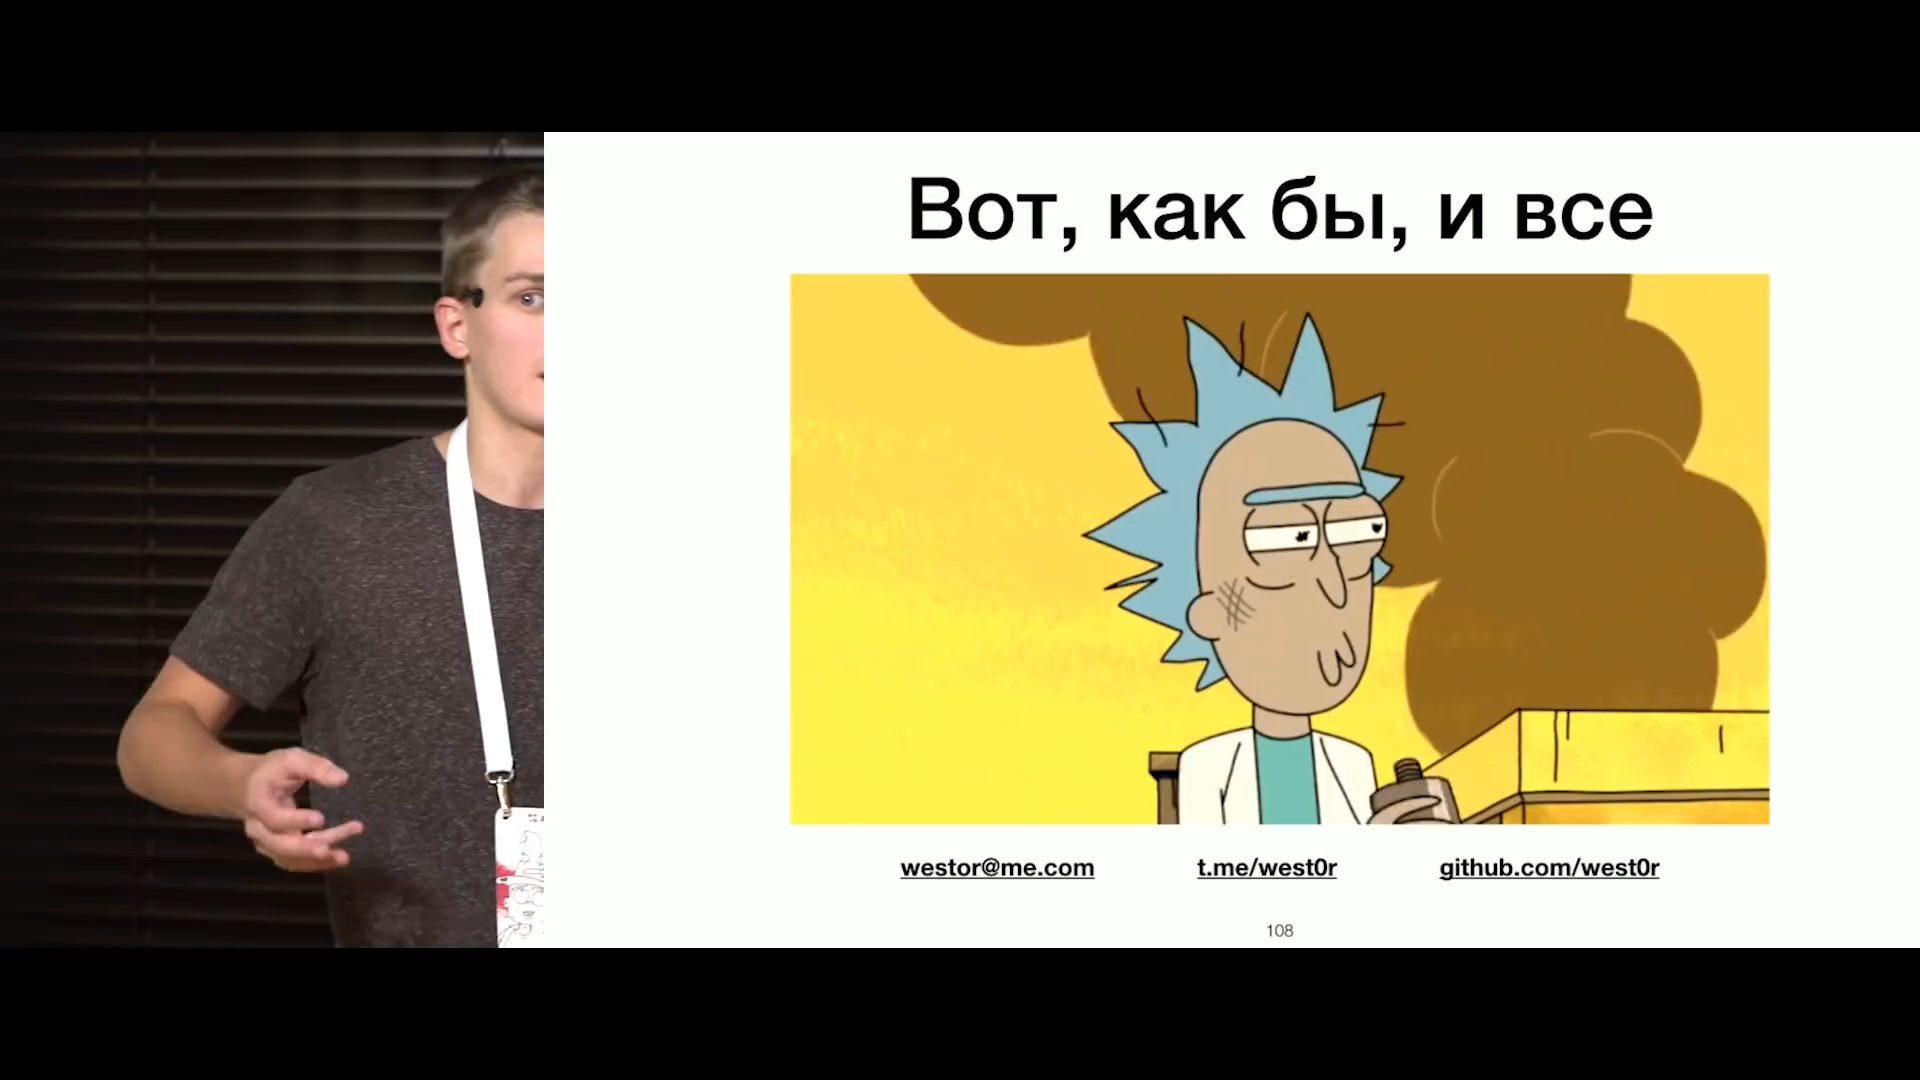 Вот, как бы, и все
westor@me.com
t.me/west0r
github.com/west0r
108